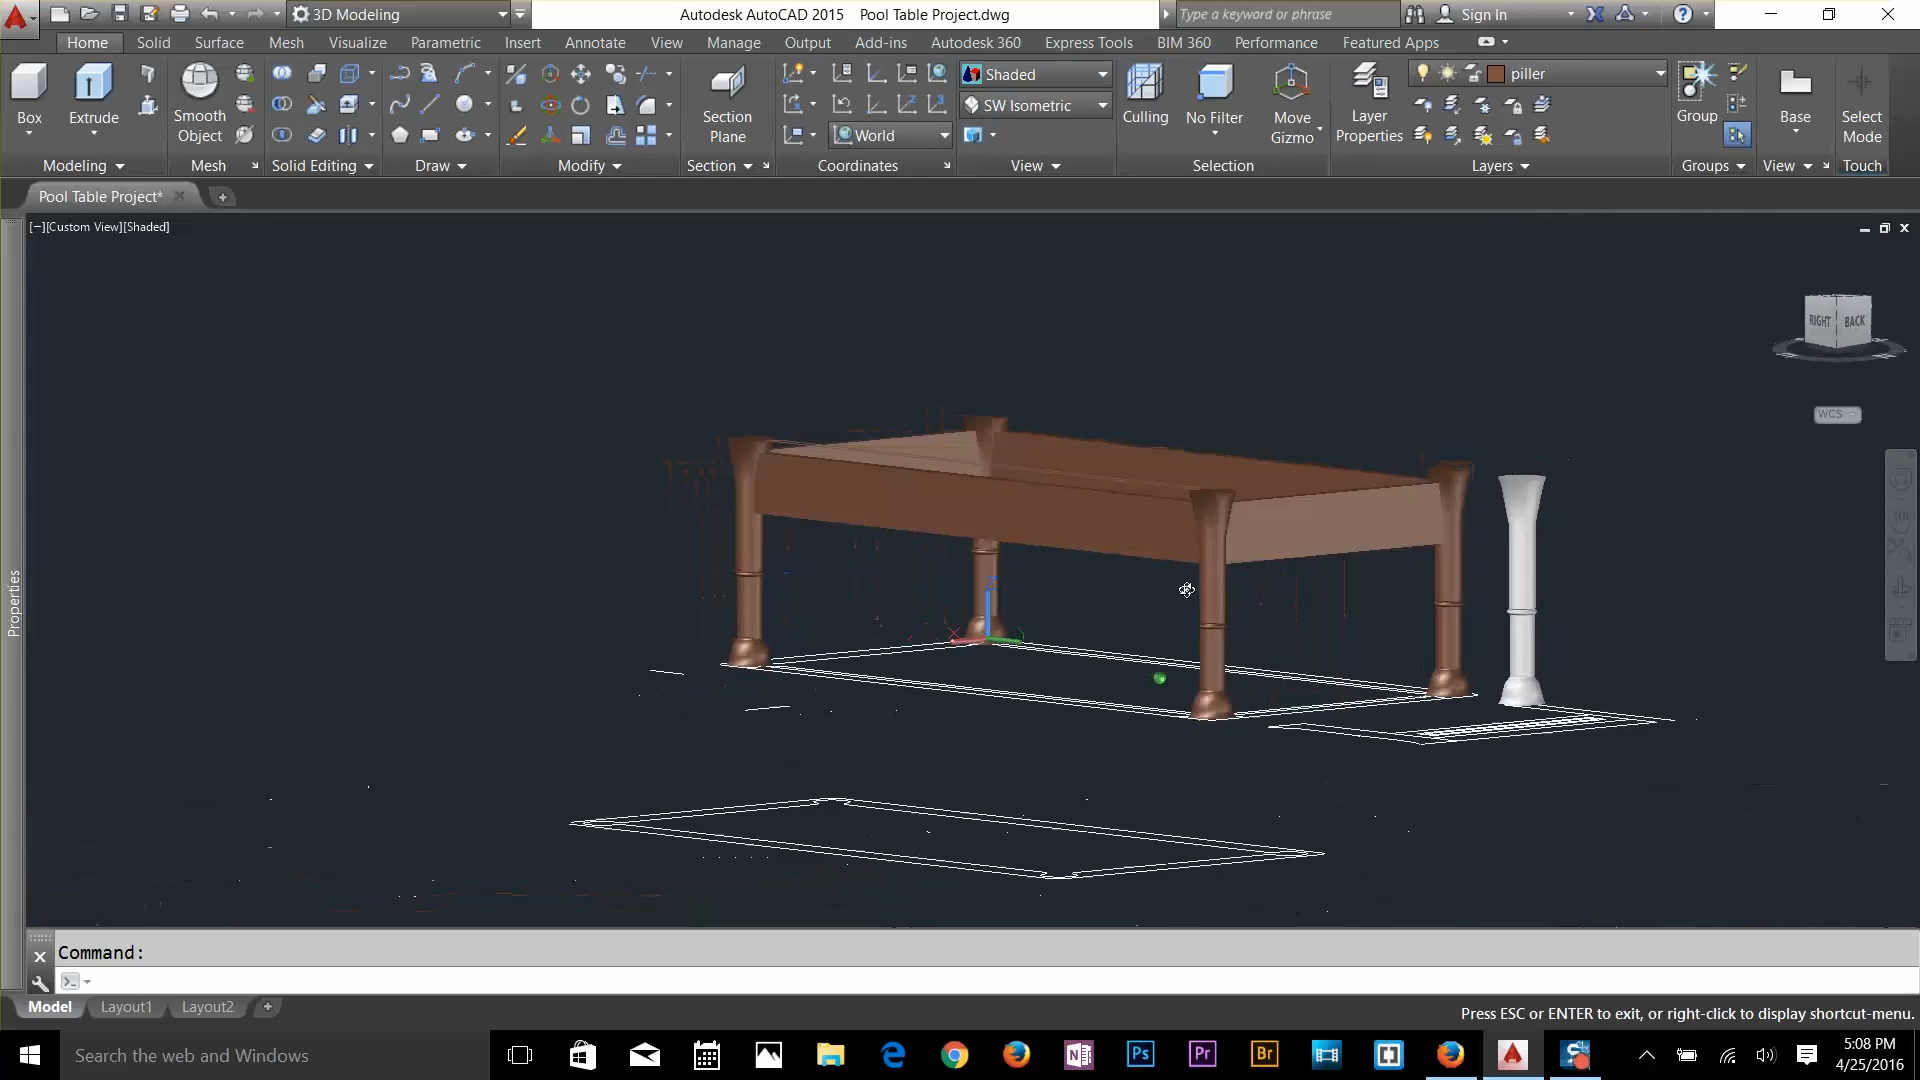 3D Modeling
Autodesk AutoCAD 2015 Pool Table Project.dwg
Type a keyword or phrase
Sign In
Home Solid Surface Mesh Visualize Parametric Insert Annotate View Manage Output Add-ins Autodesk 360 Express Tools BIM 360 Performance Featured Apps
Box
Extrude
Smooth Object
Section Plane
World
Shaded
SW Isometric
Culling
No Filter
Move Gizmo
Layer Properties
piller
Group
Base
Select Mode
Modeling Mesh Solid Editing Draw Modify Section Coordinates View Selection Layers Groups View Touch
Pool Table Project*
[−][Custom View][Shaded]
RIGHT BACK
WCS
Properties
Command:
Model Layout1 Layout2
Press ESC or ENTER to exit, or right-click to display shortcut-menu.
Search the web and Windows
Ps
Pr
Br
5:08 PM
4/25/2016